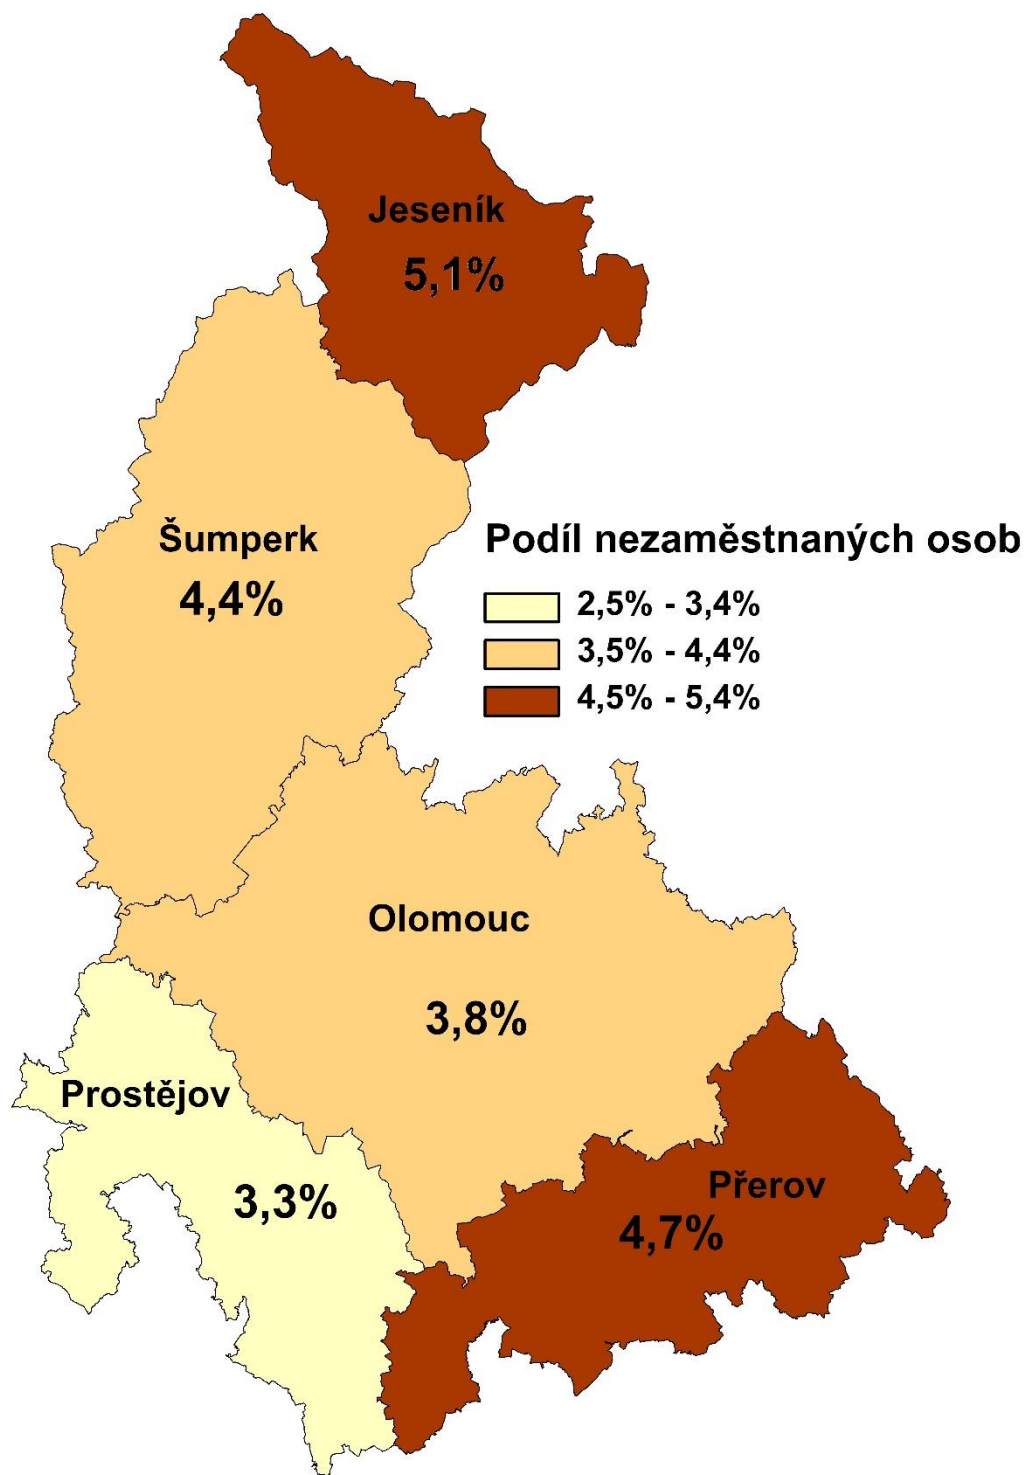 Jeseník
5,1%
Šumperk
4,4%
Podíl nezaměstnaných osob
2,5% - 3,4%
3,5% - 4,4%
4,5% - 5,4%
Olomouc
3,8%
Prostějov
3,3%
Přerov
4,7%